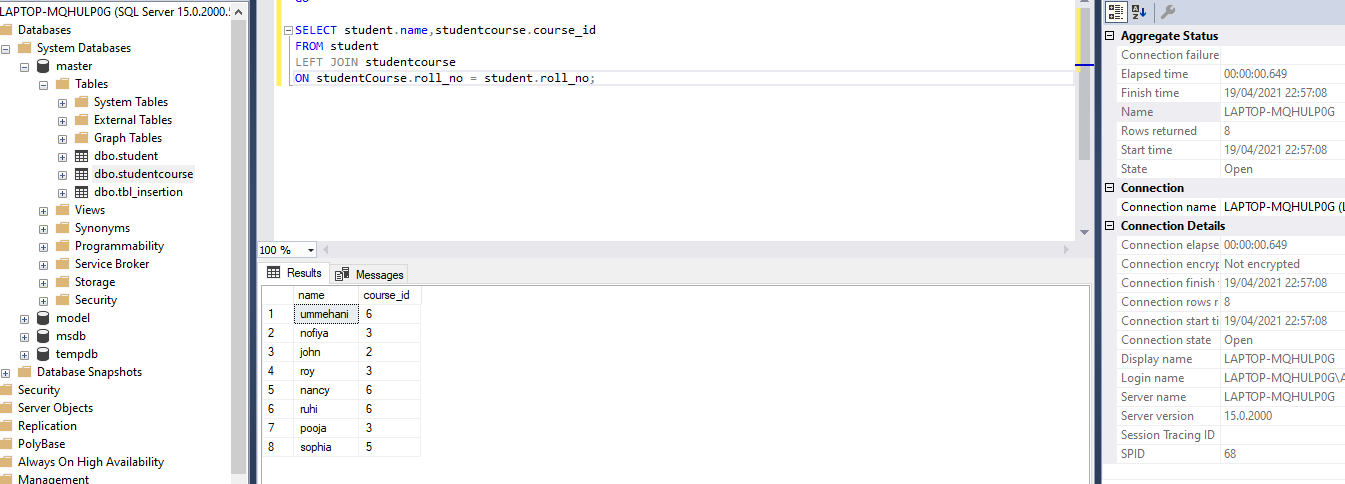 LAPTOP-MQHULP0G (SQL Server 15.0.2000.5
Databases
System Databases
master
Tables
System Tables
External Tables
Graph Tables
dbo.student
dbo.studentcourse
dbo.tbl_insertion
Views
Synonyms
Programmability
Service Broker
Storage
Security
model
msdb
tempdb
Database Snapshots
Security
Server Objects
Replication
PolyBase
Always On High Availability
Management
GO
SELECT student.name,studentcourse.course_id
FROM student
LEFT JOIN studentcourse
ON studentCourse.roll_no = student.roll_no;
100 %
Results Messages
name course_id
1 ummehani 6
2 nofiya 3
3 john 2
4 roy 3
5 nancy 6
6 ruhi 6
7 pooja 3
8 sophia 5
Aggregate Status
Connection failure
Elapsed time 00:00:00.649
Finish time 19/04/2021 22:57:08
Name LAPTOP-MQHULP0G
Rows returned 8
Start time 19/04/2021 22:57:08
State Open
Connection
Connection name LAPTOP-MQHULP0G (L
Connection Details
Connection elapse 00:00:00.649
Connection encryp Not encrypted
Connection finish t 19/04/2021 22:57:08
Connection rows r 8
Connection start ti 19/04/2021 22:57:08
Connection state Open
Display name LAPTOP-MQHULP0G
Login name LAPTOP-MQHULP0G\A
Server name LAPTOP-MQHULP0G
Server version 15.0.2000
Session Tracing ID
SPID 68